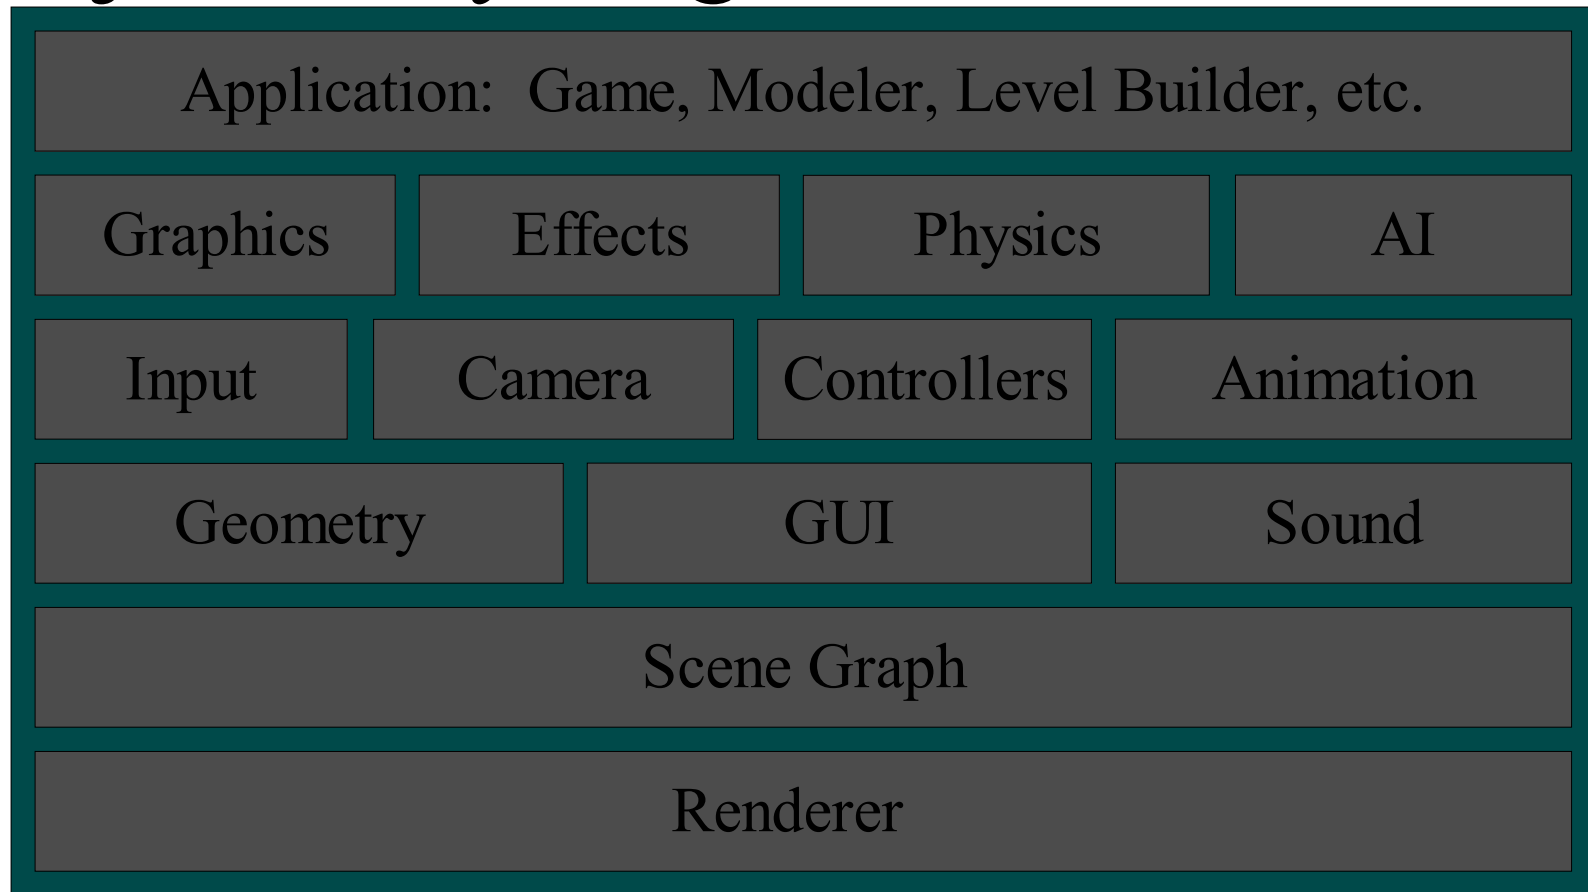 Application:  Game, Modeler, Level Builder, etc.
Graphics
Effects
Physics
AI
Input
Camera
Controllers
Animation
Geometry
GUI
Sound
Scene Graph
Renderer